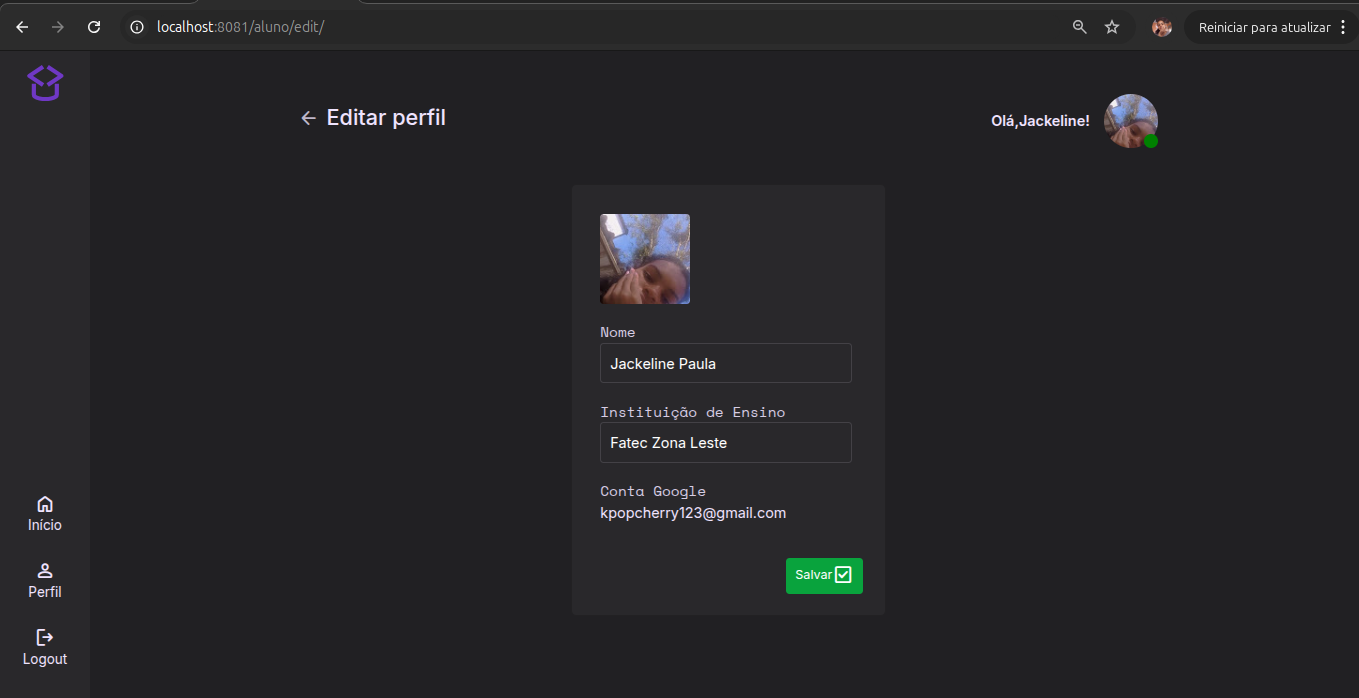 localhost:8081/aluno/edit/
Reiniciar para atualizar
Editar perfil
Olá,Jackeline!
Nome
Jackeline Paula
Instituição de Ensino
Fatec Zona Leste
Conta Google
kpopcherry123@gmail.com
Salvar
Início
Perfil
Logout